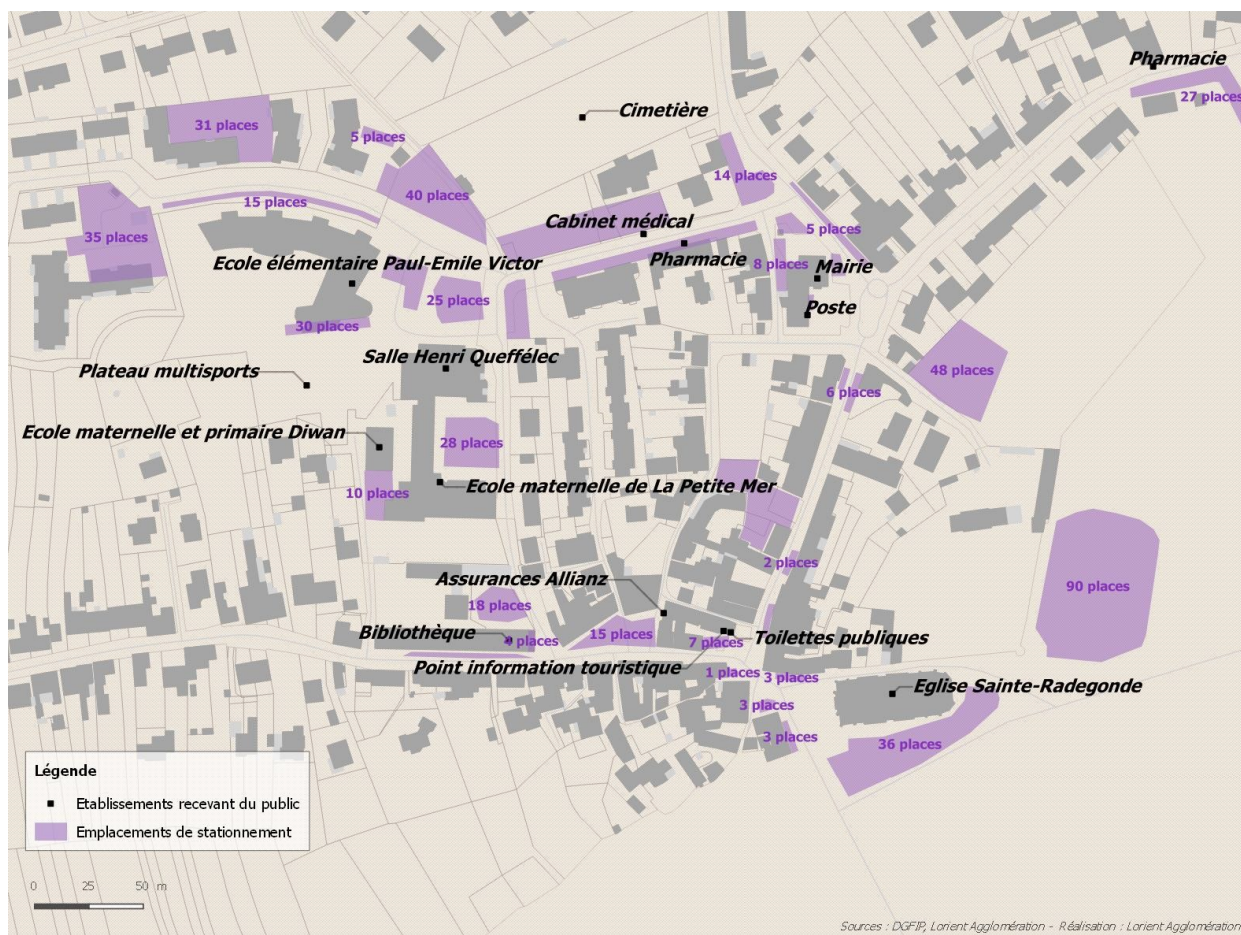 Pharmacie
27 places
Cimetière
31 places
5 places
14 places
40 places
15 places
Cabinet médical
5 places
35 places
Pharmacie
8 places
Mairie
Ecole élémentaire Paul-Emile Victor
25 places
Poste
30 places
Salle Henri Queffélec
Plateau multisports
48 places
6 places
Ecole maternelle et primaire Diwan
28 places
10 places
Ecole maternelle de La Petite Mer
2 places
Assurances Allianz
90 places
18 places
Bibliothèque
4 places
15 places
7 places
Toilettes publiques
Point information touristique
1 places
3 places
Eglise Sainte-Radegonde
3 places
3 places
36 places
Légende
Etablissements recevant du public
Emplacements de stationnement
0 25 50 m
Sources : DGFIP, Lorient Agglomération - Réalisation : Lorient Agglomération